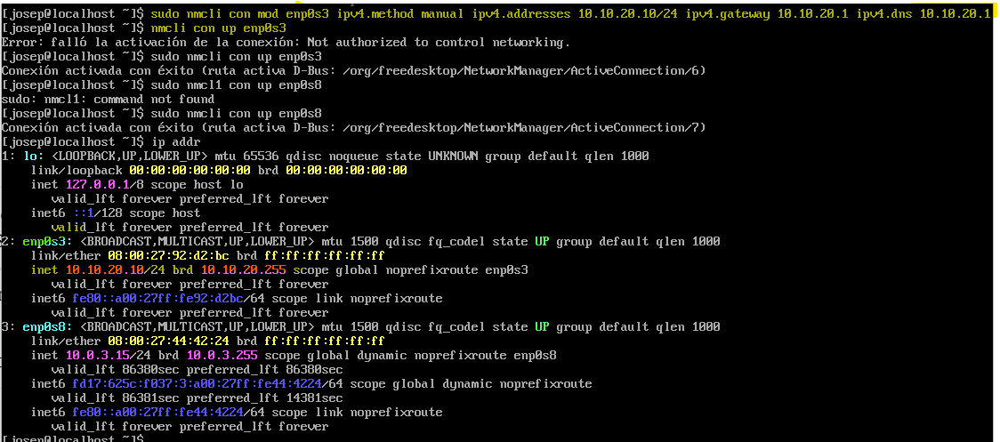 [josep@localhost ~]$ sudo nmcli con mod enp0s3 ipv4.method manual ipv4.addresses 10.10.20.10/24 ipv4.gateway 10.10.20.1 ipv4.dns 10.10.20.1
[josep@localhost ~]$ nmcli con up enp0s3
Error: falló la activación de la conexión: Not authorized to control networking.
[josep@localhost ~]$ sudo nmcli con up enp0s3
Conexión activada con éxito (ruta activa D-Bus: /org/freedesktop/NetworkManager/ActiveConnection/6)
[josep@localhost ~]$ sudo nmcl1 con up enp0s8
sudo: nmcl1: command not found
[josep@localhost ~]$ sudo nmcli con up enp0s8
Conexión activada con éxito (ruta activa D-Bus: /org/freedesktop/NetworkManager/ActiveConnection/7)
[josep@localhost ~]$ ip addr
1: lo: <LOOPBACK,UP,LOWER_UP> mtu 65536 qdisc noqueue state UNKNOWN group default qlen 1000
    link/loopback 00:00:00:00:00:00 brd 00:00:00:00:00:00
    inet 127.0.0.1/8 scope host lo
       valid_lft forever preferred_lft forever
    inet6 ::1/128 scope host
       valid_lft forever preferred_lft forever
2: enp0s3: <BROADCAST,MULTICAST,UP,LOWER_UP> mtu 1500 qdisc fq_codel state UP group default qlen 1000
    link/ether 08:00:27:92:d2:bc brd ff:ff:ff:ff:ff:ff
    inet 10.10.20.10/24 brd 10.10.20.255 scope global noprefixroute enp0s3
       valid_lft forever preferred_lft forever
    inet6 fe80::a00:27ff:fe92:d2bc/64 scope link noprefixroute
       valid_lft forever preferred_lft forever
3: enp0s8: <BROADCAST,MULTICAST,UP,LOWER_UP> mtu 1500 qdisc fq_codel state UP group default qlen 1000
    link/ether 08:00:27:44:42:24 brd ff:ff:ff:ff:ff:ff
    inet 10.0.3.15/24 brd 10.0.3.255 scope global dynamic noprefixroute enp0s8
       valid_lft 86380sec preferred_lft 86380sec
    inet6 fd17:625c:f037:3:a00:27ff:fe44:4224/64 scope global dynamic noprefixroute
       valid_lft 86381sec preferred_lft 14381sec
    inet6 fe80::a00:27ff:fe44:4224/64 scope link noprefixroute
       valid_lft forever preferred_lft forever
[josep@localhost ~]$